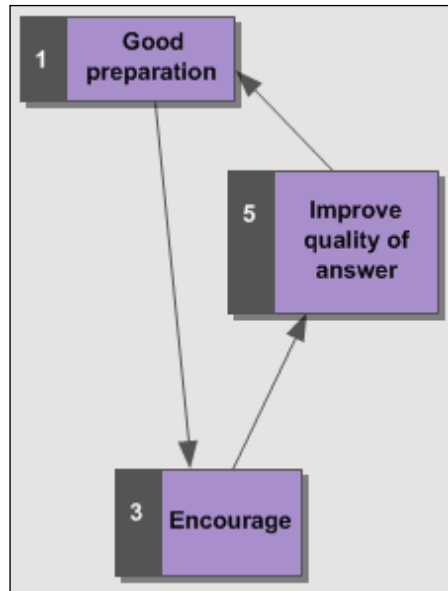 1
Good
preparation
5
Improve
quality of
answer
3
Encourage